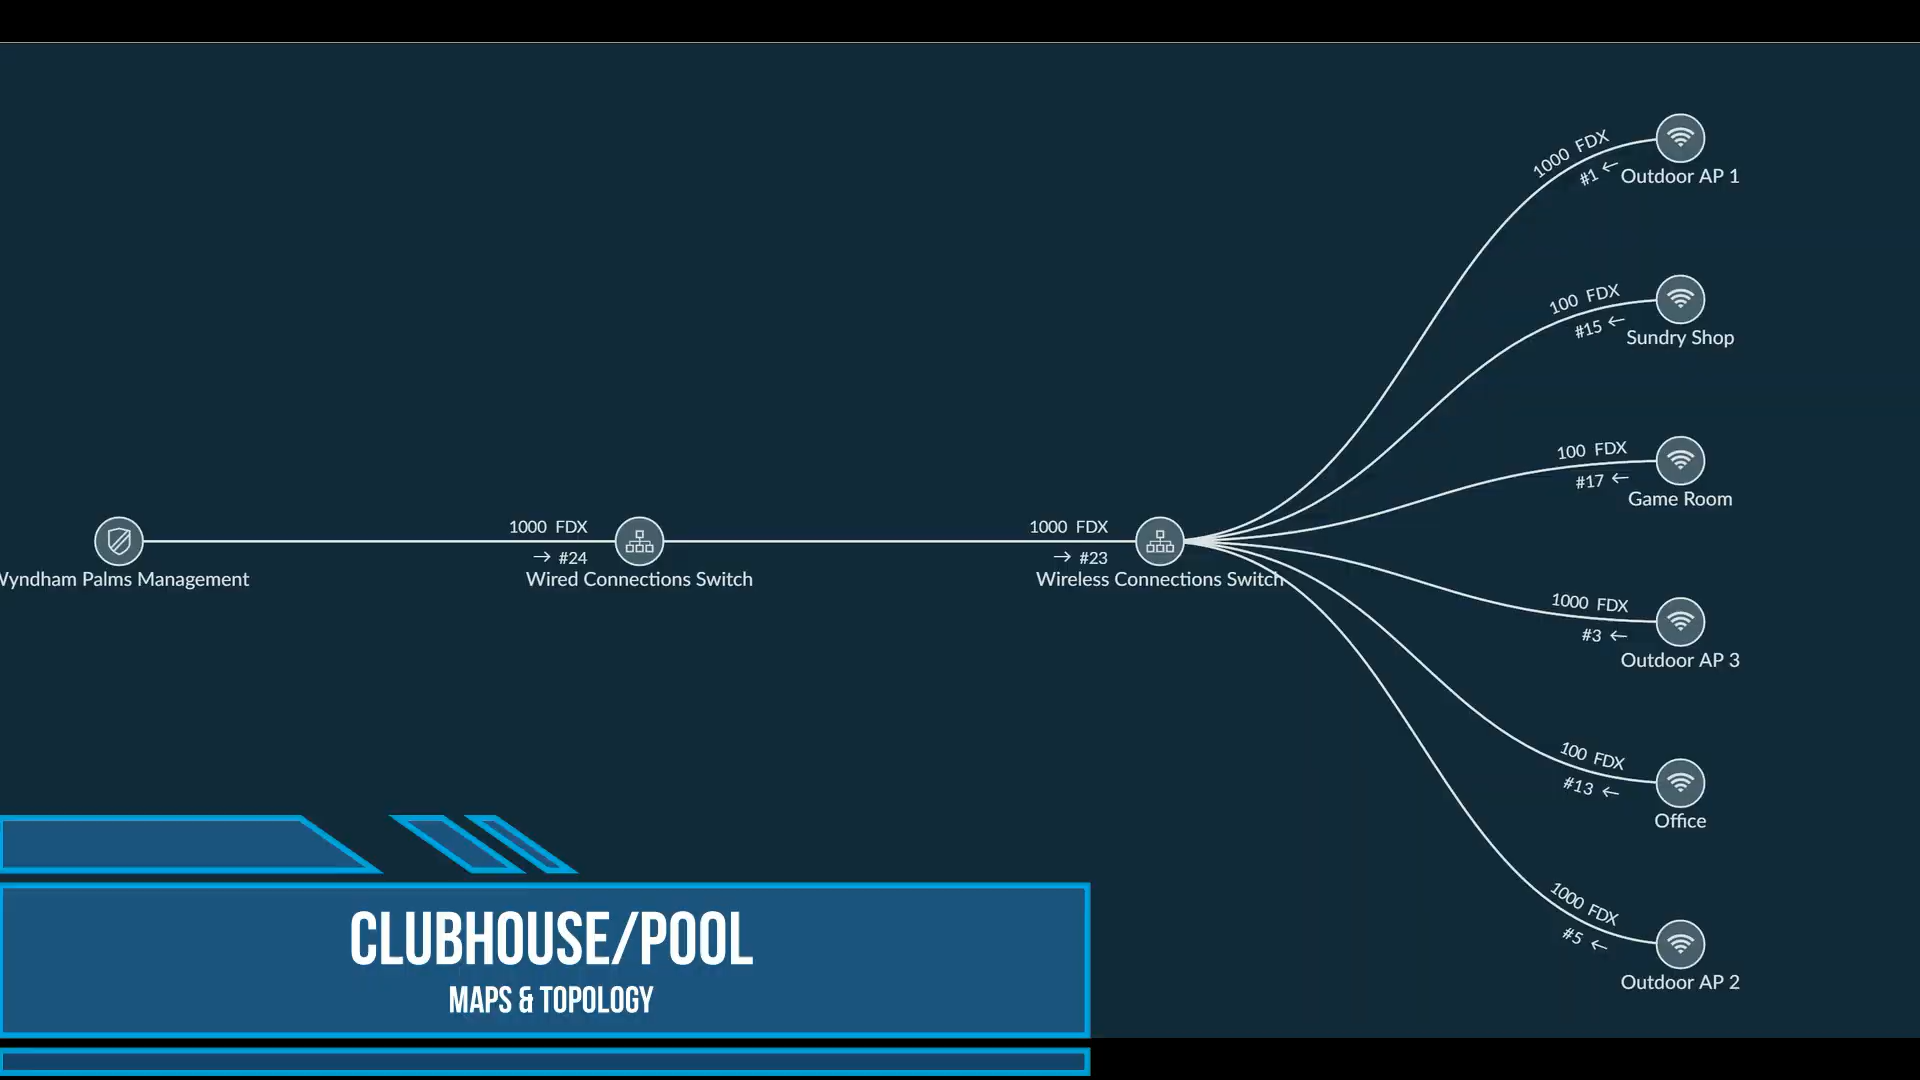 1000 FDX
#1 ←
Outdoor AP 1
100 FDX
#15 ←
Sundry Shop
100 FDX
#17 ←
Game Room
1000 FDX
→ #24
Wyndham Palms Management
Wired Connections Switch
1000 FDX
→ #23
Wireless Connections Switch
1000 FDX
#3 ←
Outdoor AP 3
100 FDX
#13 ←
Office
1000 FDX
#5 ←
Outdoor AP 2
CLUBHOUSE/POOL
MAPS & TOPOLOGY